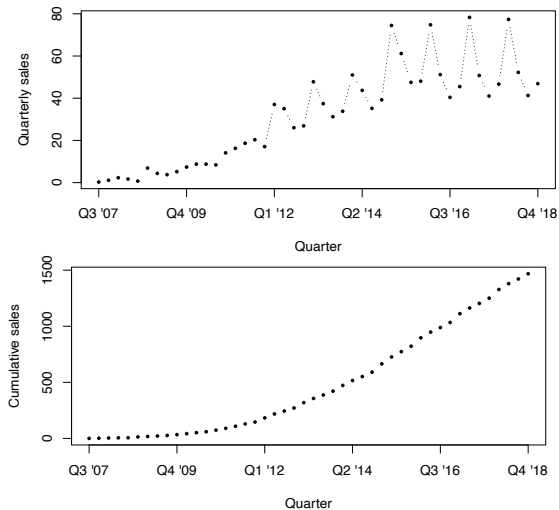 80
60
40
20
0
Quarterly sales
Q3 '07 Q4 '09 Q1 '12 Q2 '14 Q3 '16 Q4 '18
Quarter
1500
1000
500
0
Cumulative sales
Q3 '07 Q4 '09 Q1 '12 Q2 '14 Q3 '16 Q4 '18
Quarter